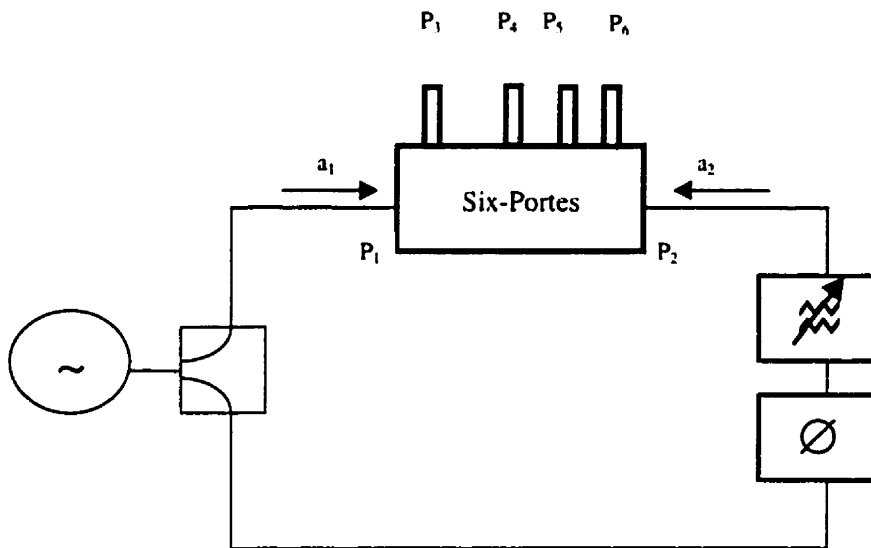 P₃ P₄ P₅ P₆
a₁ a₂
Six-Portes
P₁ P₂
~
∅